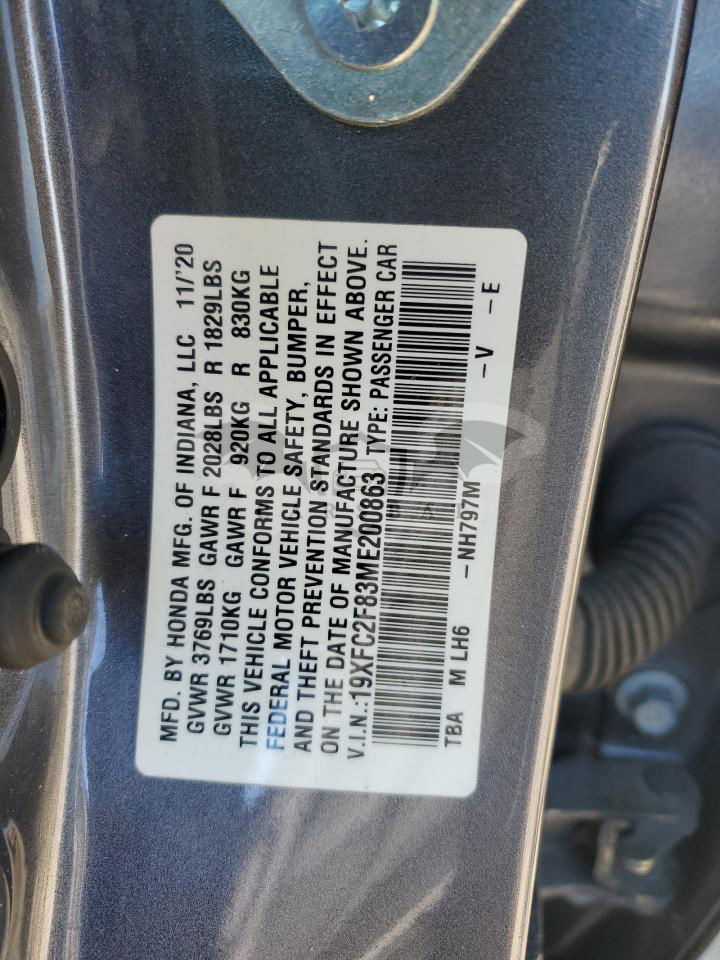 MFD. BY HONDA MFG. OF INDIANA, LLC 11/'20
GVWR 3769LBS GAWR F 2028LBS R 1829LBS
GVWR 1710KG GAWR F 920KG R 830KG
THIS VEHICLE CONFORMS TO ALL APPLICABLE
FEDERAL MOTOR VEHICLE SAFETY, BUMPER,
AND THEFT PREVENTION STANDARDS IN EFFECT
ON THE DATE OF MANUFACTURE SHOWN ABOVE.
V.I.N.:19XFC2F83ME200863 TYPE: PASSENGER CAR
TBA M LH6 -NH797M -V -E